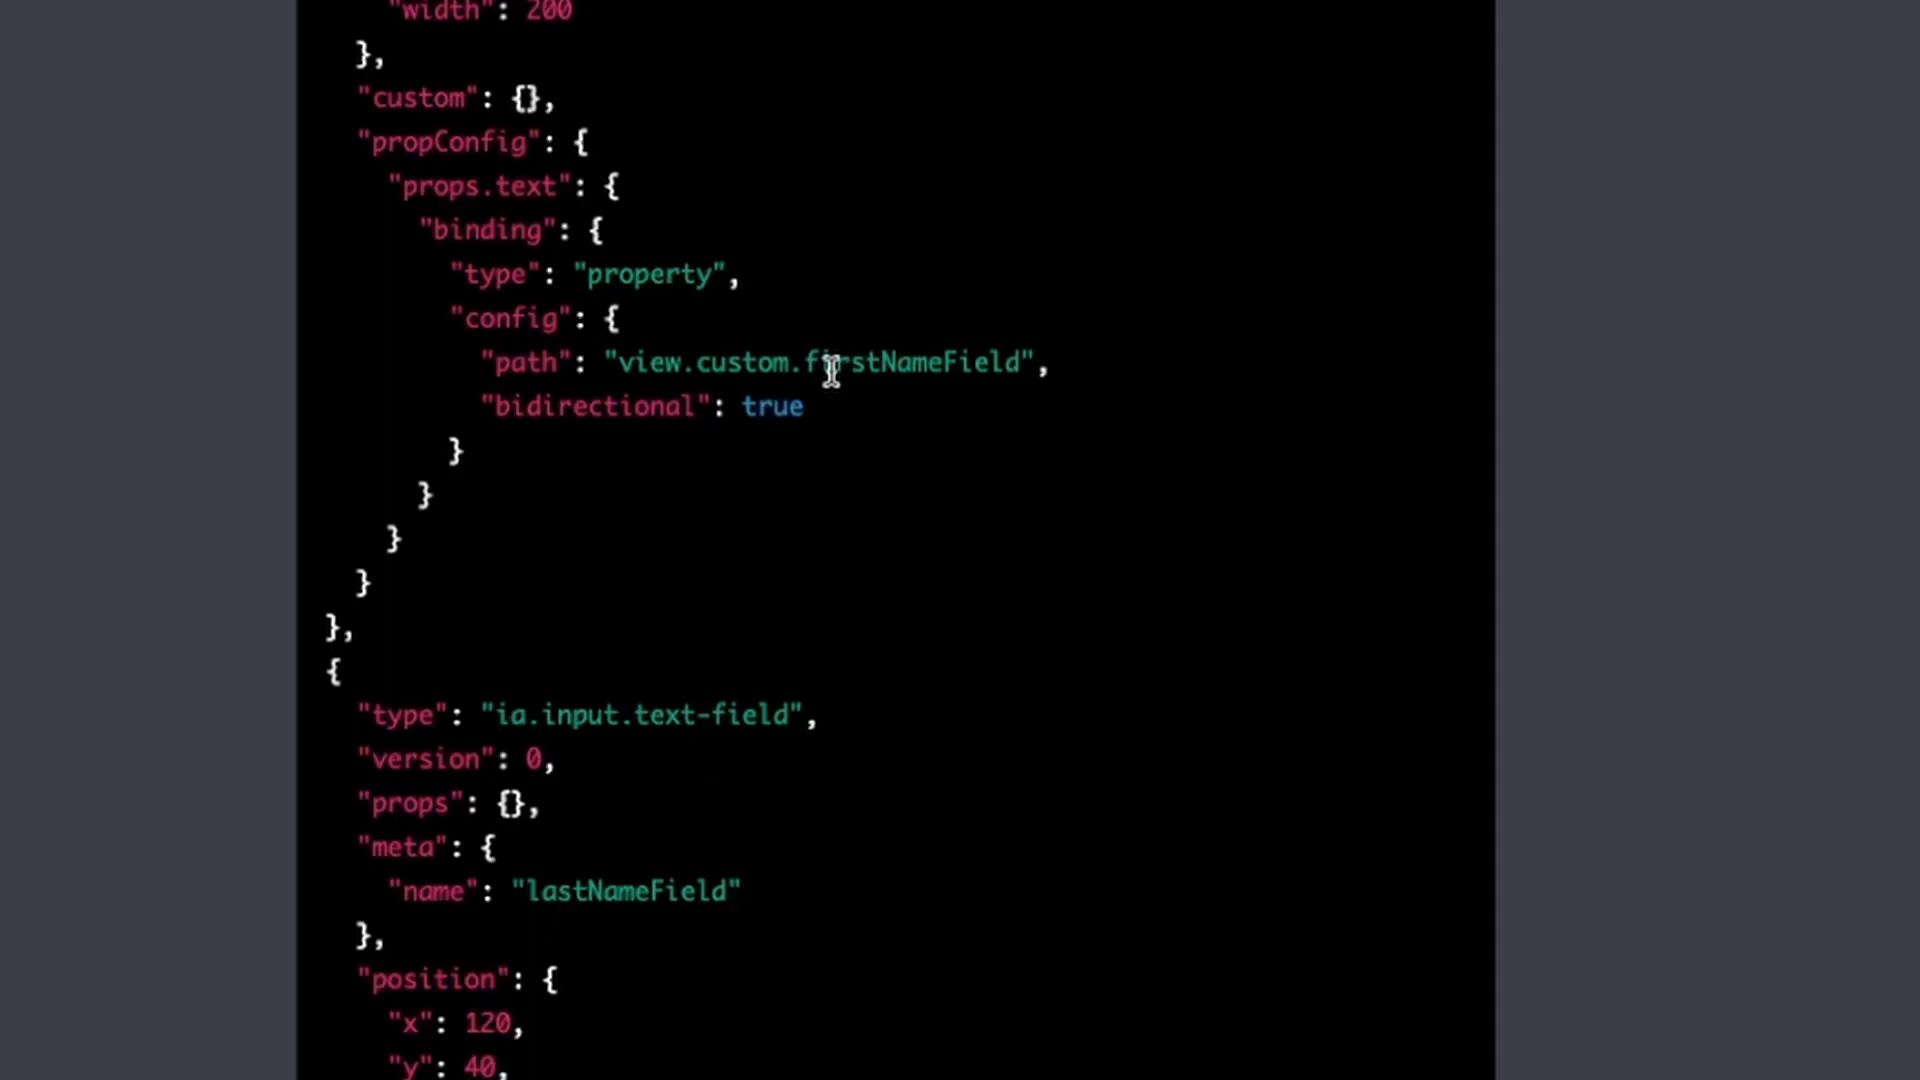 "width": 200
},
"custom": {},
"propConfig": {
"props.text": {
"binding": {
"type": "property",
"config": {
"path": "view.custom.firstNameField",
"bidirectional": true
}
}
}
}
},
{
"type": "ia.input.text-field",
"version": 0,
"props": {},
"meta": {
"name": "lastNameField"
},
"position": {
"x": 120,
"y": 40,